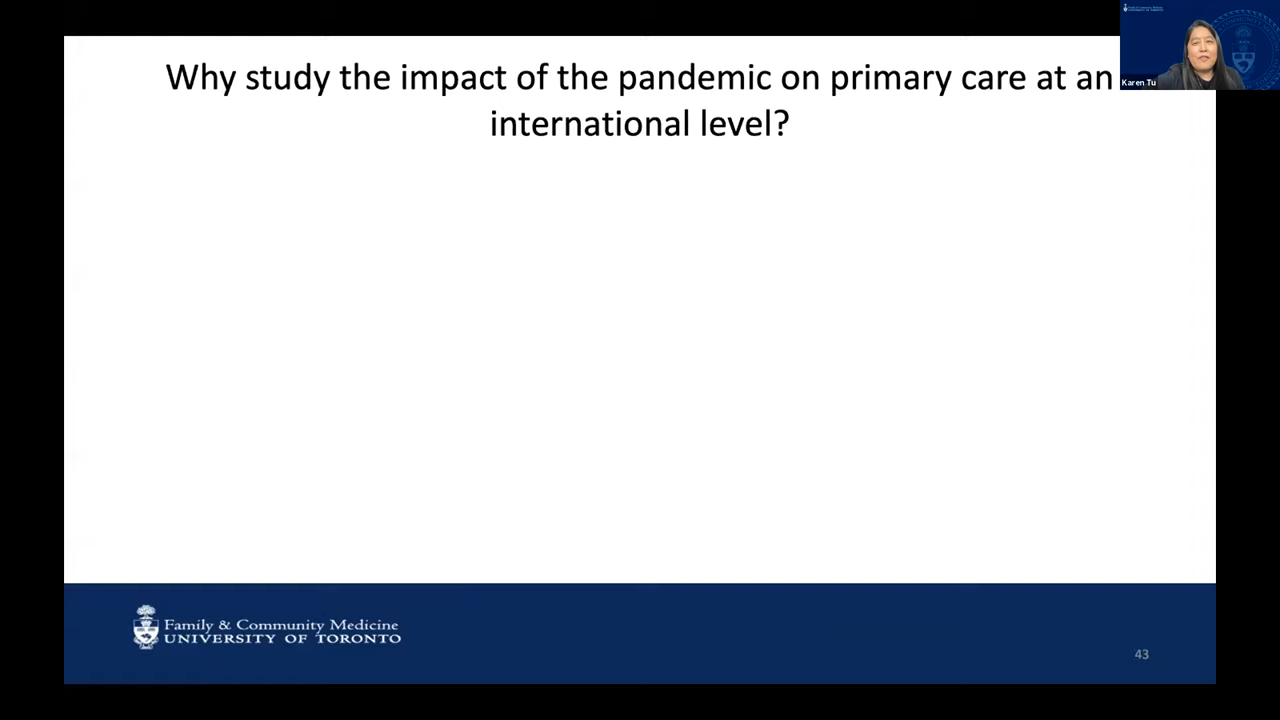 Why study the impact of the pandemic on primary care at an
international level?
Karen Tu
Family & Community Medicine
UNIVERSITY OF TORONTO
43